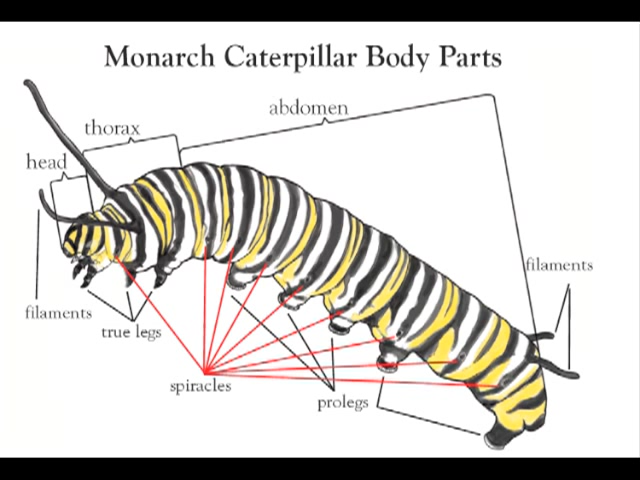 Monarch Caterpillar Body Parts
abdomen
thorax
head
filaments
filaments
true legs
spiracles
prolegs